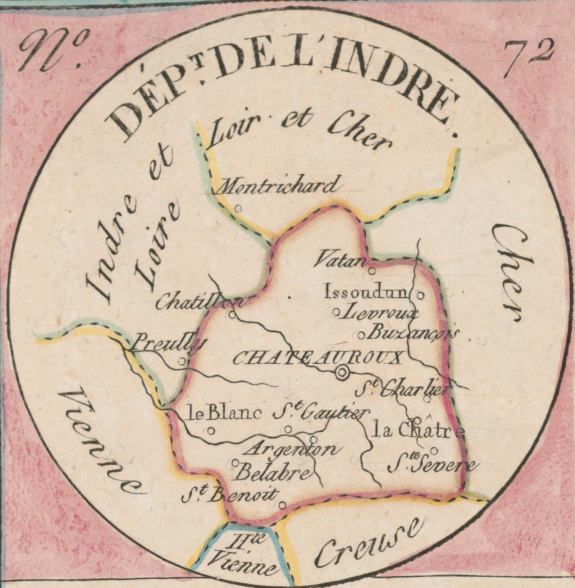 N.º 72
DÉP.T DE L'INDRE.
Loir et Cher
Indre et
Loire
Montrichard
Cher
Vatan
Issoudun
Chatillon
Levroux
Buzançois
Preully
CHATEAUROUX
St Charlier
Vienne
le Blanc
St Gautier
la Châtre
Argenton
Ste Severe
Belabre
St Benoit
Hte
Vienne
Creuse